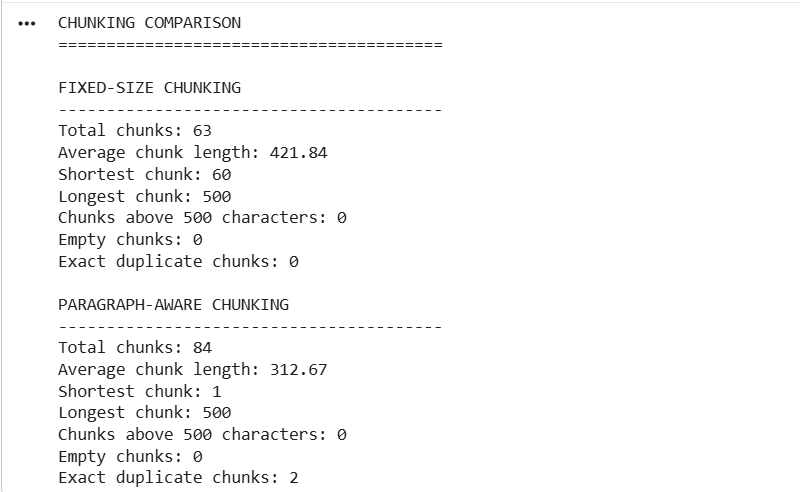 CHUNKING COMPARISON
========================================
FIXED-SIZE CHUNKING
----------------------------------------
Total chunks: 63
Average chunk length: 421.84
Shortest chunk: 60
Longest chunk: 500
Chunks above 500 characters: 0
Empty chunks: 0
Exact duplicate chunks: 0
PARAGRAPH-AWARE CHUNKING
----------------------------------------
Total chunks: 84
Average chunk length: 312.67
Shortest chunk: 1
Longest chunk: 500
Chunks above 500 characters: 0
Empty chunks: 0
Exact duplicate chunks: 2